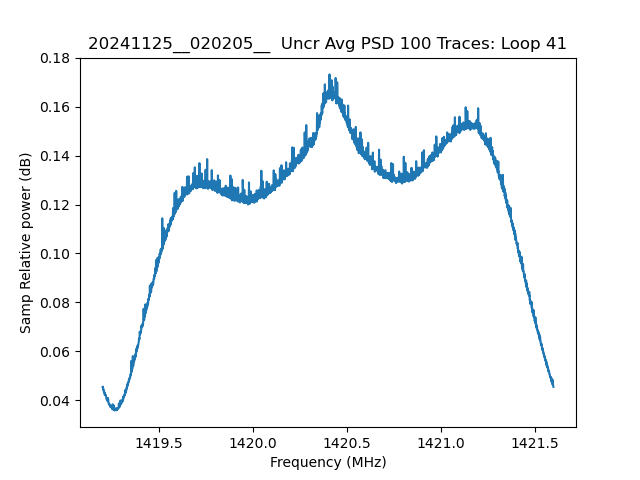 20241125__020205__  Uncr Avg PSD 100 Traces: Loop 41
0.18
0.16
0.14
0.12
0.10
0.08
0.06
0.04
Samp Relative power (dB)
1419.5 1420.0 1420.5 1421.0 1421.5
Frequency (MHz)